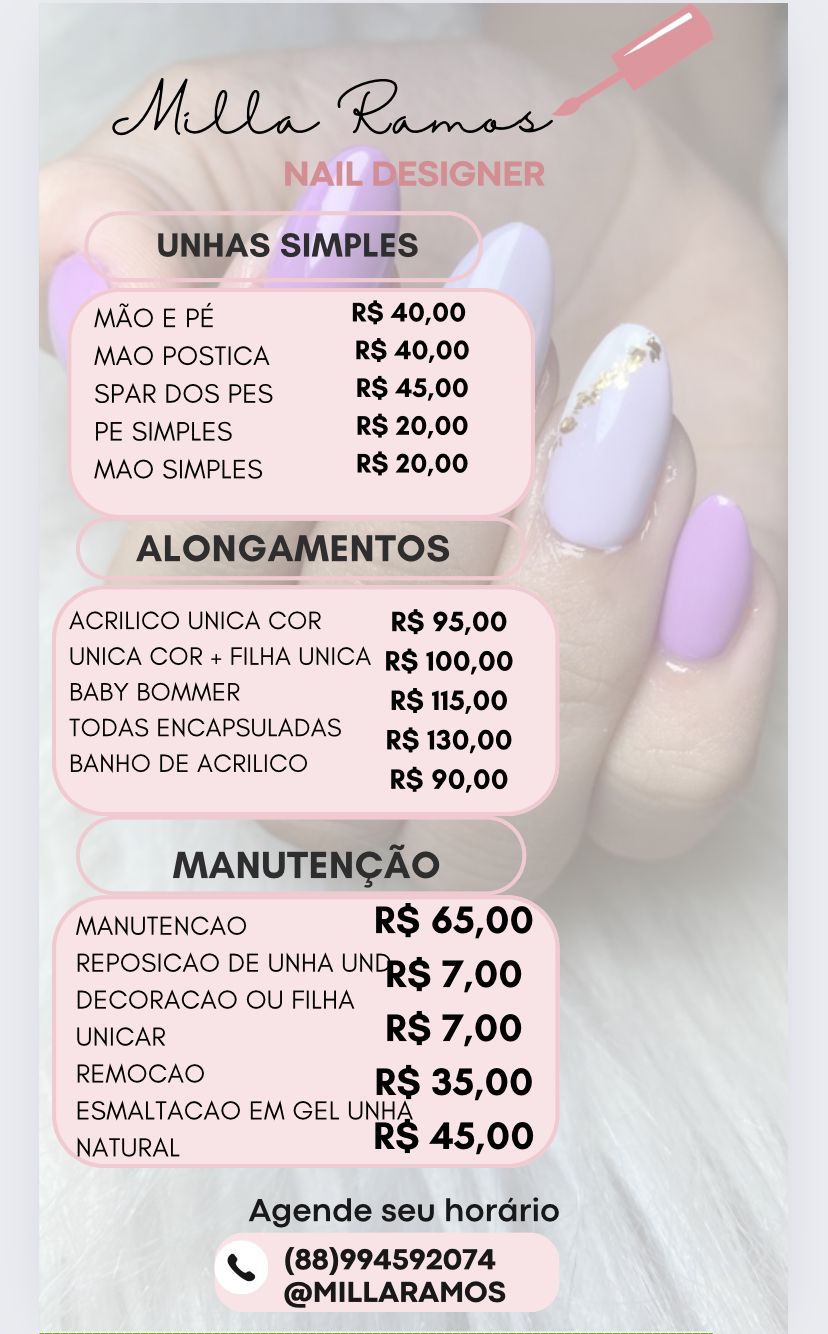 Milla Ramos
NAIL DESIGNER
UNHAS SIMPLES
MÃO E PÉ R$ 40,00
MAO POSTICA R$ 40,00
SPAR DOS PES R$ 45,00
PE SIMPLES R$ 20,00
MAO SIMPLES R$ 20,00
ALONGAMENTOS
ACRILICO UNICA COR R$ 95,00
UNICA COR + FILHA UNICA R$ 100,00
BABY BOMMER R$ 115,00
TODAS ENCAPSULADAS R$ 130,00
BANHO DE ACRILICO R$ 90,00
MANUTENÇÃO
MANUTENCAO R$ 65,00
REPOSICAO DE UNHA UND R$ 7,00
DECORACAO OU FILHA
UNICAR R$ 7,00
REMOCAO R$ 35,00
ESMALTACAO EM GEL UNHA
NATURAL R$ 45,00
Agende seu horário
(88)994592074
@MILLARAMOS